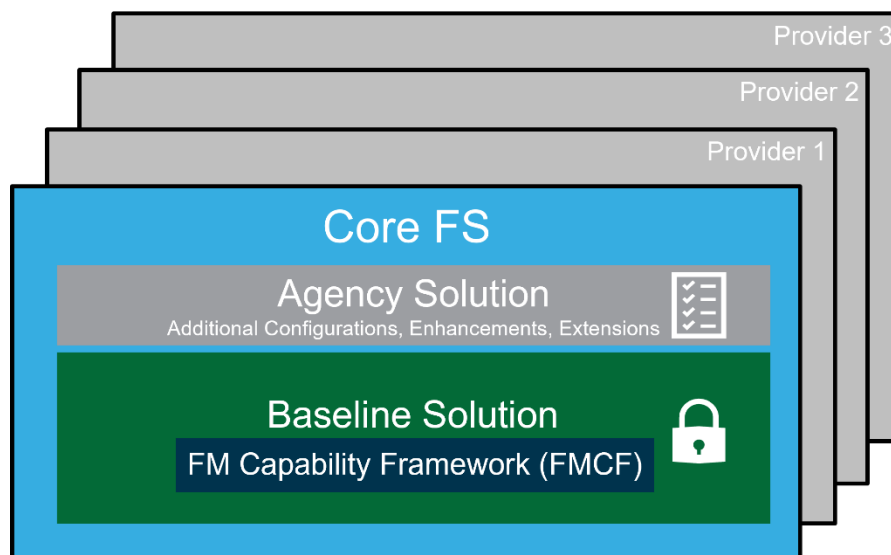 Provider 3
Provider 2
Provider 1
Core FS
Agency Solution
Additional Configurations, Enhancements, Extensions
Baseline Solution
FM Capability Framework (FMCF)